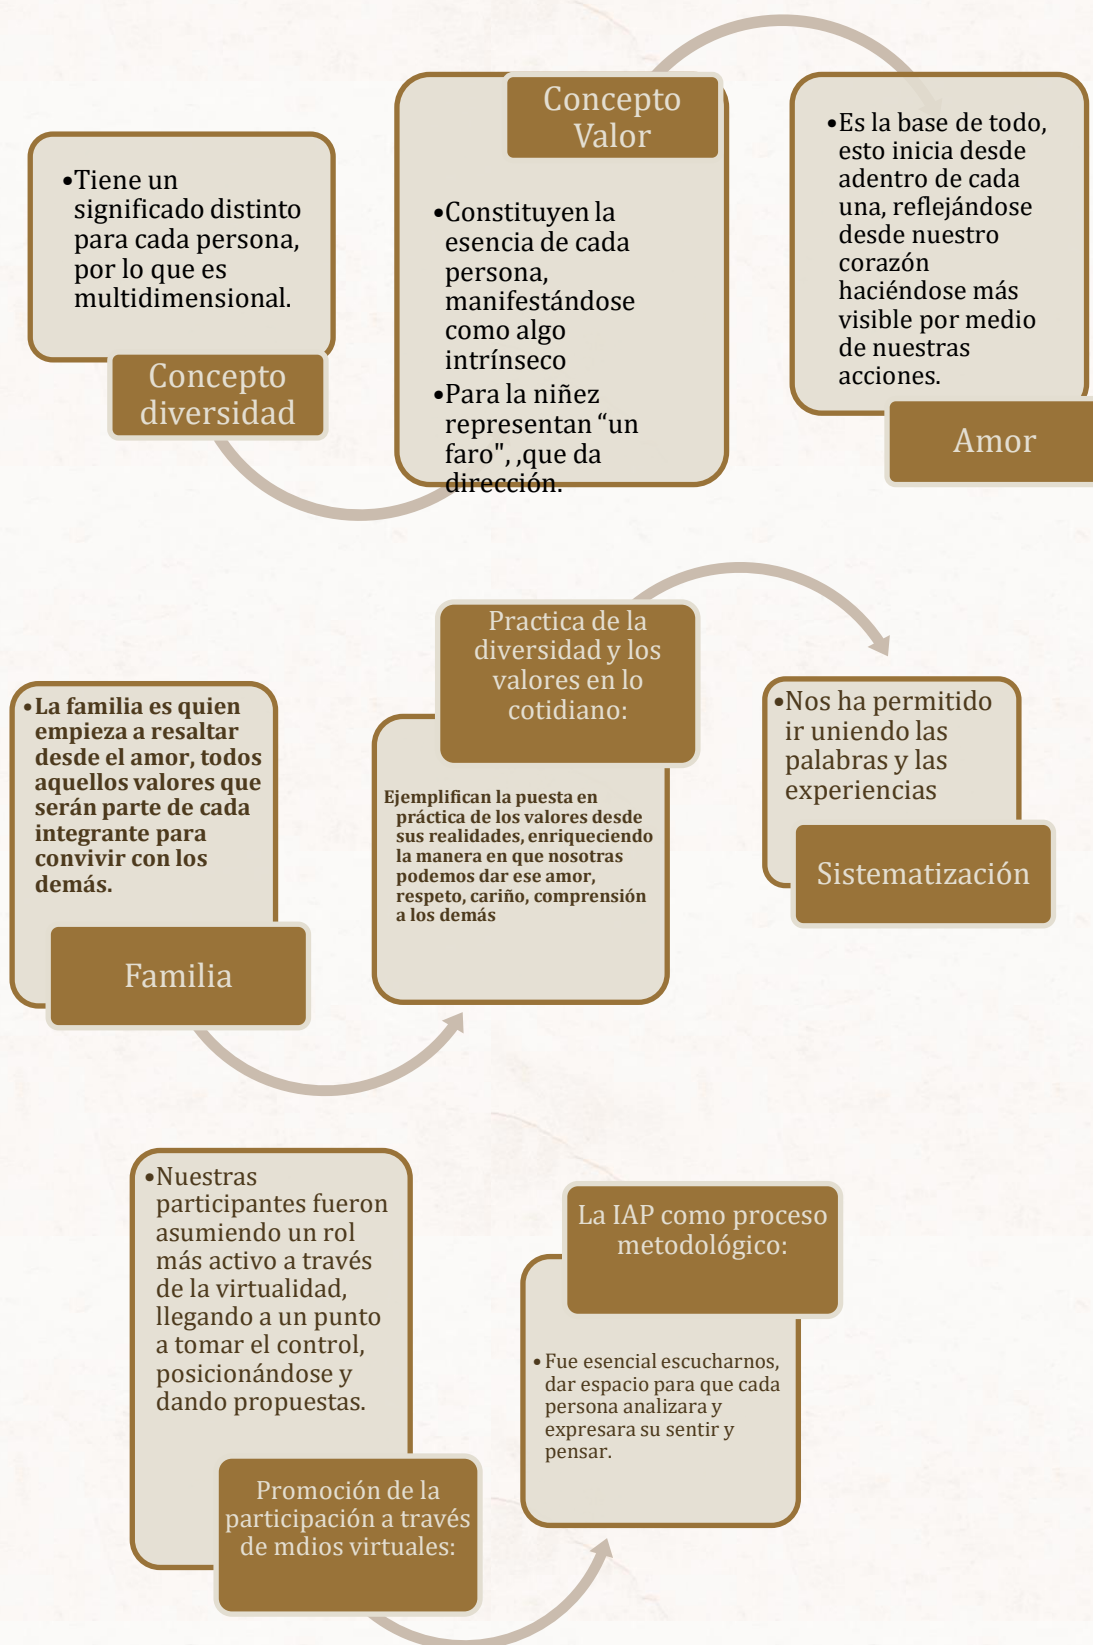 •Tiene un
significado distinto
para cada persona,
por lo que es
multidimensional.
Concepto
diversidad
Concepto
Valor
•Constituyen la
esencia de cada
persona,
manifestándose
como algo
intrínseco
•Para la niñez
representan “un
faro", ,que da
dirección.
•Es la base de todo,
esto inicia desde
adentro de cada
una, reflejándose
desde nuestro
corazón
haciéndose más
visible por medio
de nuestras
acciones.
Amor
•La familia es quien
empieza a resaltar
desde el amor, todos
aquellos valores que
serán parte de cada
integrante para
convivir con los
demás.
Familia
Practica de la
diversidad y los
valores en lo
cotidiano:
Ejemplifican la puesta en
práctica de los valores desde
sus realidades, enriqueciendo
la manera en que nosotras
podemos dar ese amor,
respeto, cariño, comprensión
a los demás
•Nos ha permitido
ir uniendo las
palabras y las
experiencias
Sistematización
•Nuestras
participantes fueron
asumiendo un rol
más activo a través
de la virtualidad,
llegando a un punto
a tomar el control,
posicionándose y
dando propuestas.
Promoción de la
participación a través
de mdios virtuales:
La IAP como proceso
metodológico:
•Fue esencial escucharnos,
dar espacio para que cada
persona analizara y
expresara su sentir y
pensar.